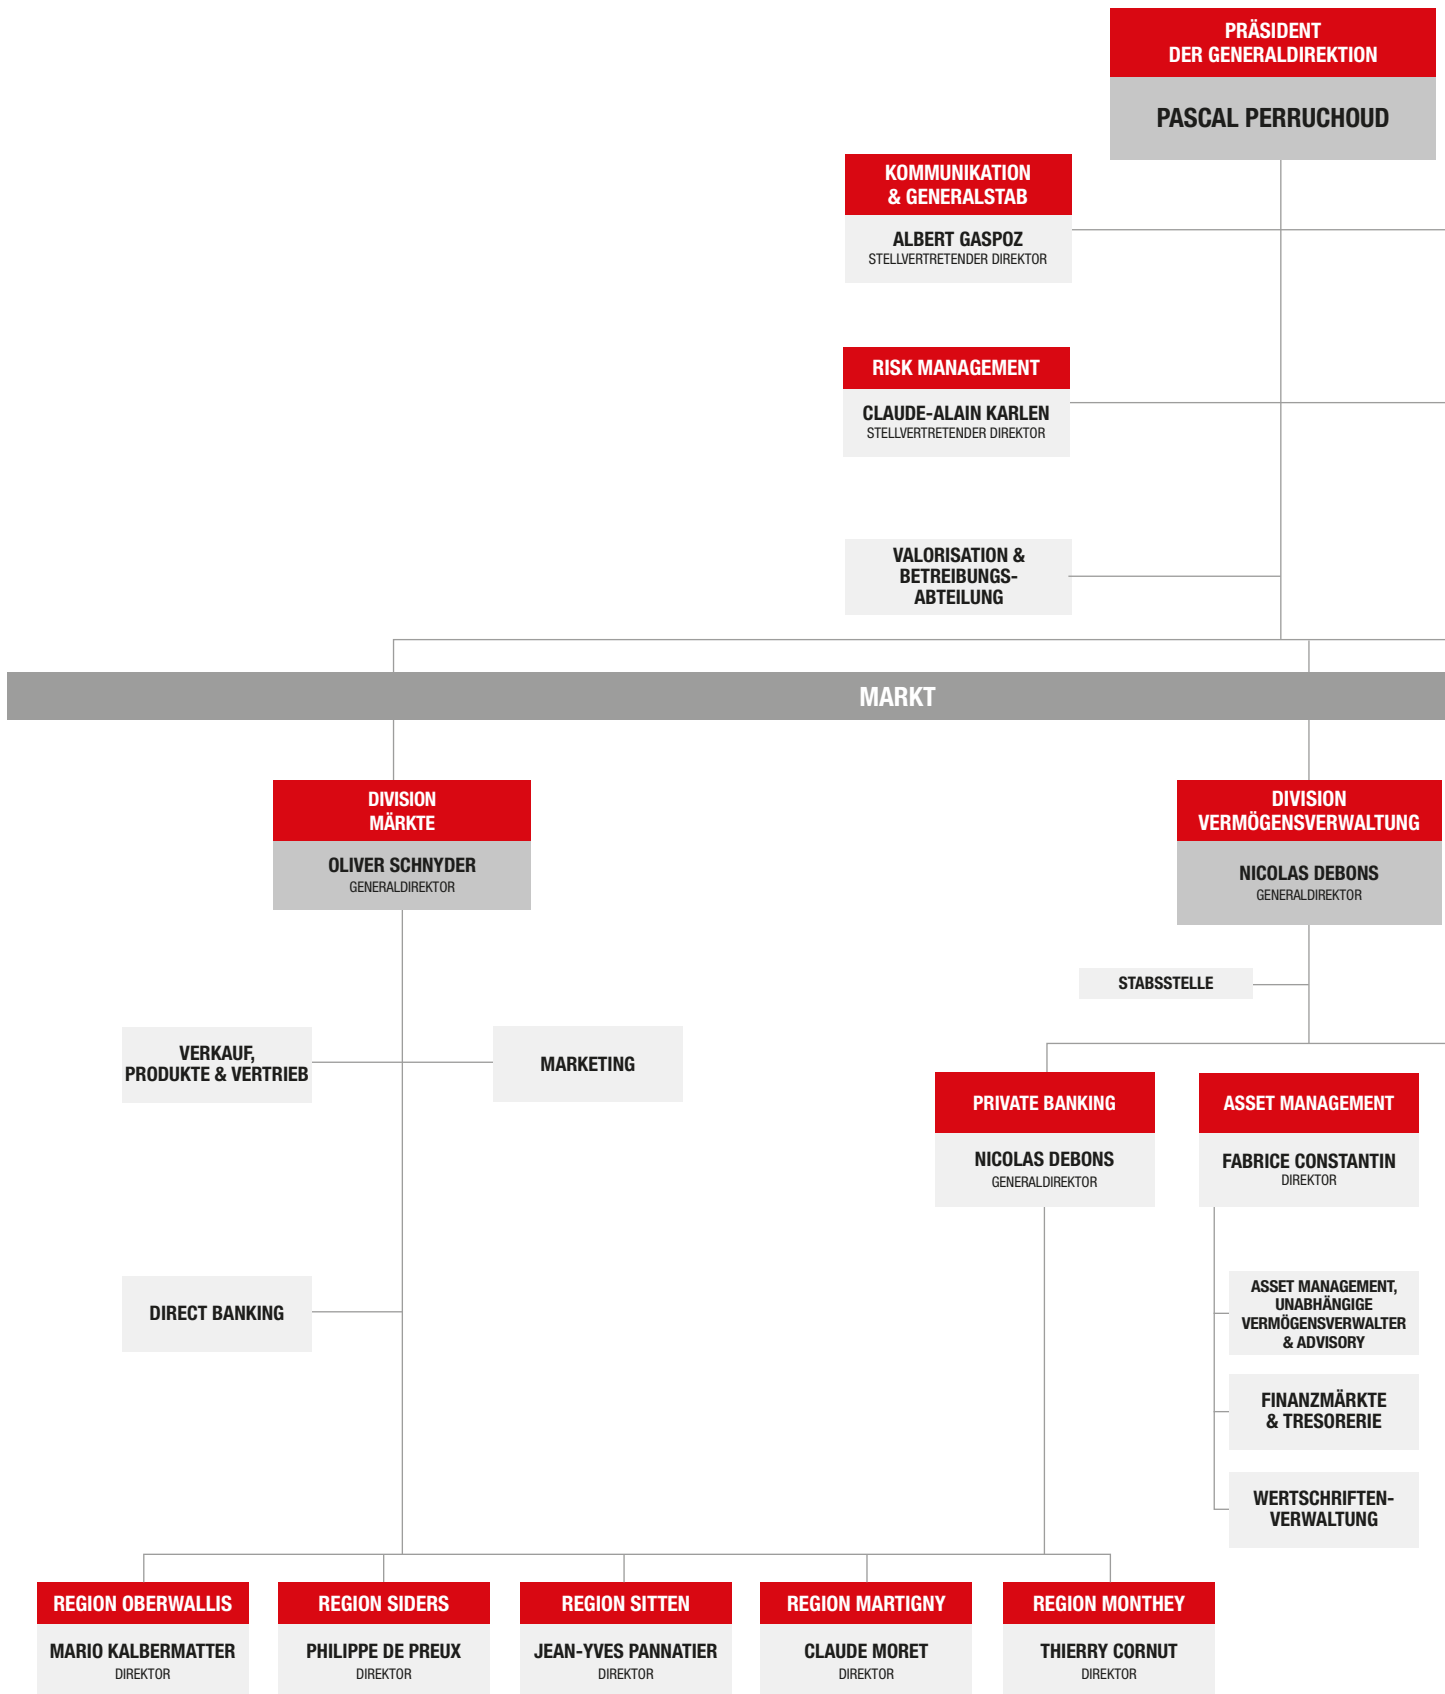 PRÄSIDENT
DER GENERALDIREKTION
PASCAL PERRUCHOUD
KOMMUNIKATION
& GENERALSTAB
ALBERT GASPOZ
STELLVERTRETENDER DIREKTOR
RISK MANAGEMENT
CLAUDE-ALAIN KARLEN
STELLVERTRETENDER DIREKTOR
VALORISATION &
BETREIBUNGS-
ABTEILUNG
MARKT
DIVISION
MÄRKTE
OLIVER SCHNYDER
GENERALDIREKTOR
DIVISION
VERMÖGENSVERWALTUNG
NICOLAS DEBONS
GENERALDIREKTOR
STABSSTELLE
VERKAUF,
PRODUKTE & VERTRIEB
MARKETING
PRIVATE BANKING
NICOLAS DEBONS
GENERALDIREKTOR
ASSET MANAGEMENT
FABRICE CONSTANTIN
DIREKTOR
DIRECT BANKING
ASSET MANAGEMENT,
UNABHÄNGIGE
VERMÖGENSVERWALTER
& ADVISORY
FINANZMÄRKTE
& TRESORERIE
WERTSCHRIFTEN-
VERWALTUNG
REGION OBERWALLIS
MARIO KALBERMATTER
DIREKTOR
REGION SIDERS
PHILIPPE DE PREUX
DIREKTOR
REGION SITTEN
JEAN-YVES PANNATIER
DIREKTOR
REGION MARTIGNY
CLAUDE MORET
DIREKTOR
REGION MONTHEY
THIERRY CORNUT
DIREKTOR